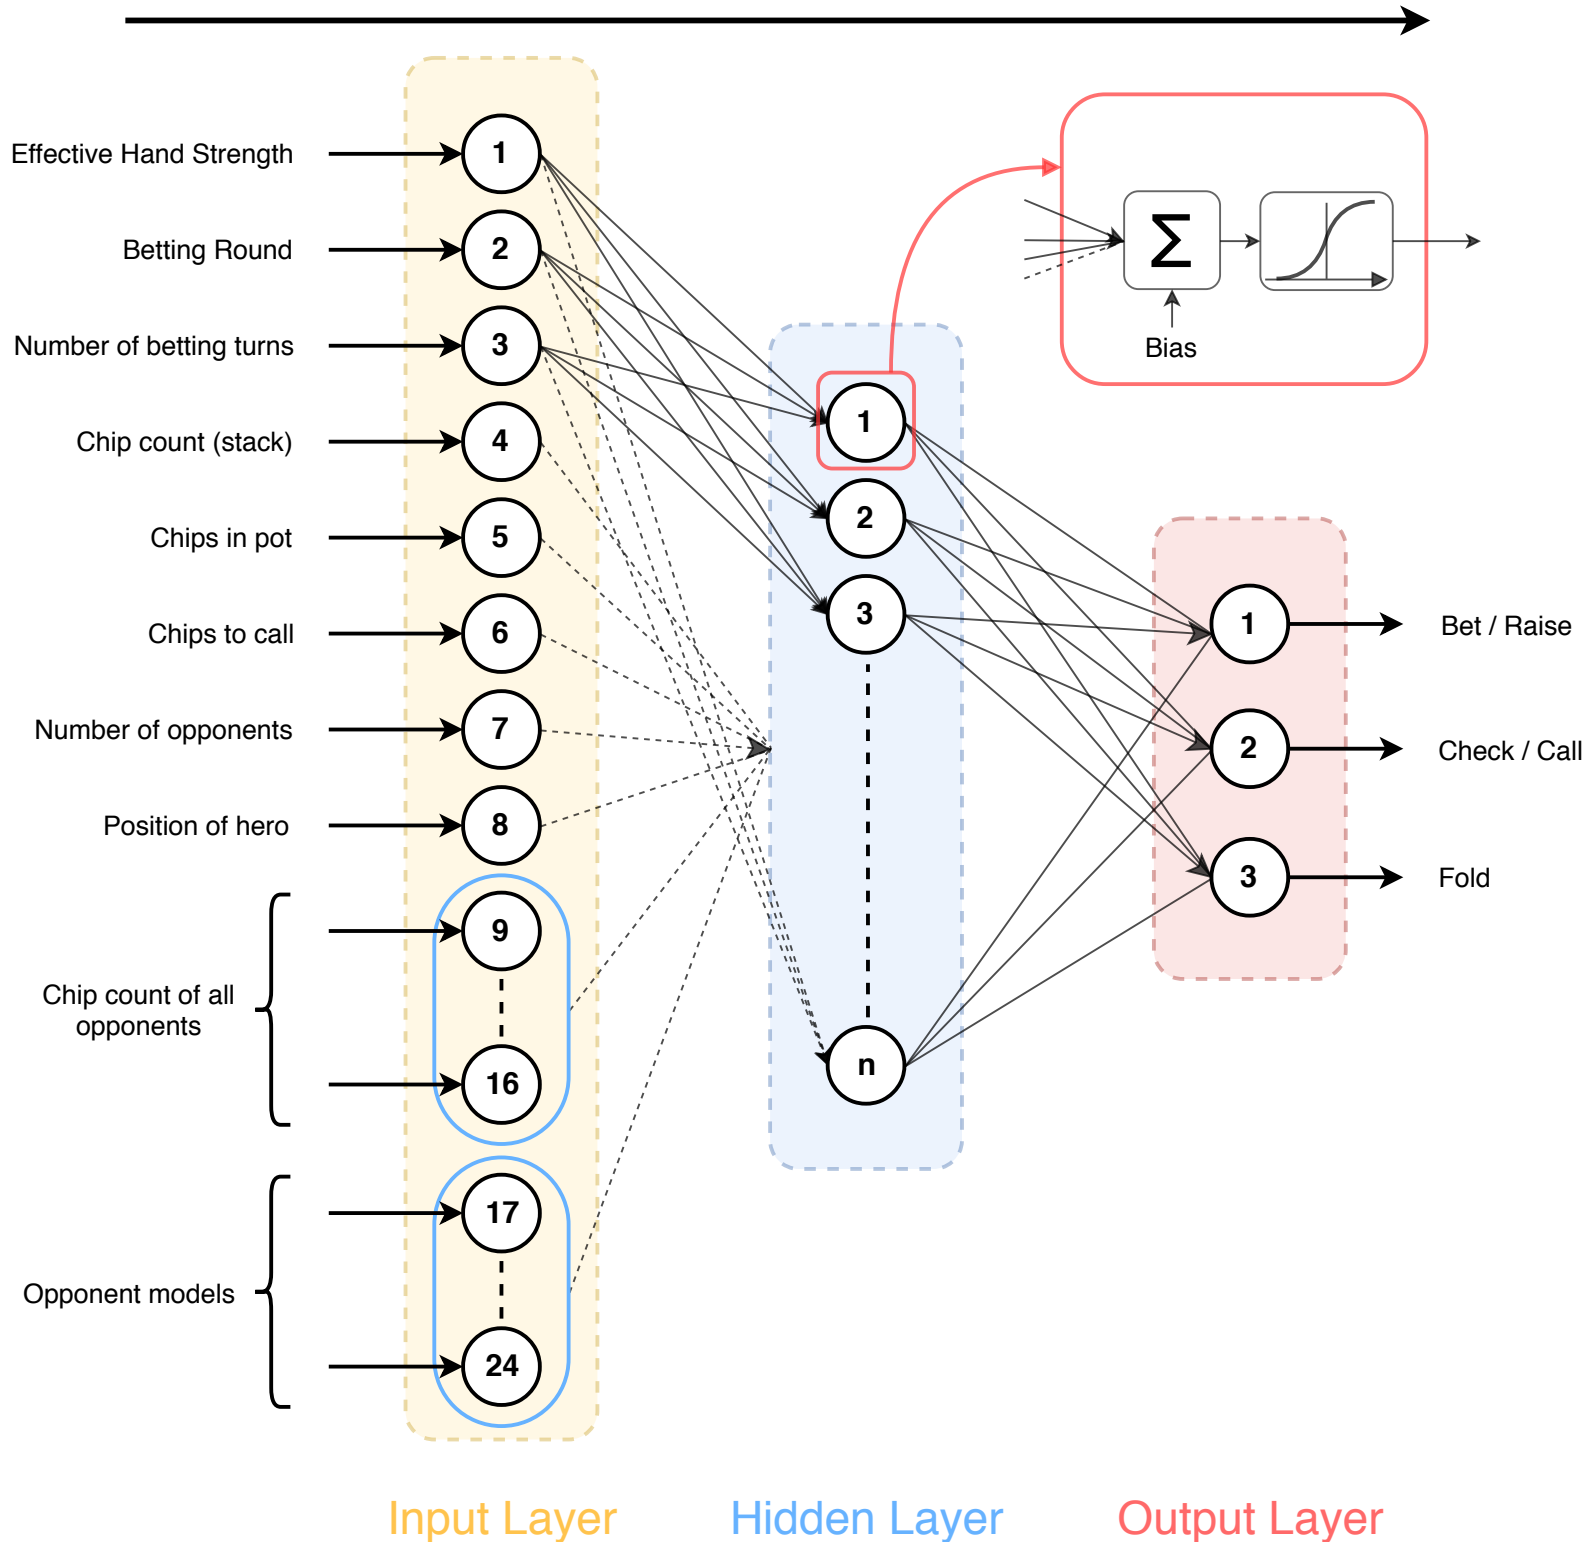 Effective Hand Strength
1
Betting Round
2
Number of betting turns
3
Chip count (stack)
4
Chips in pot
5
Chips to call
6
Number of opponents
7
Position of hero
8
Chip count of all
opponents
9
16
Opponent models
17
24
1
2
3
n
Σ
Bias
1
Bet / Raise
2
Check / Call
3
Fold
Input Layer
Hidden Layer
Output Layer